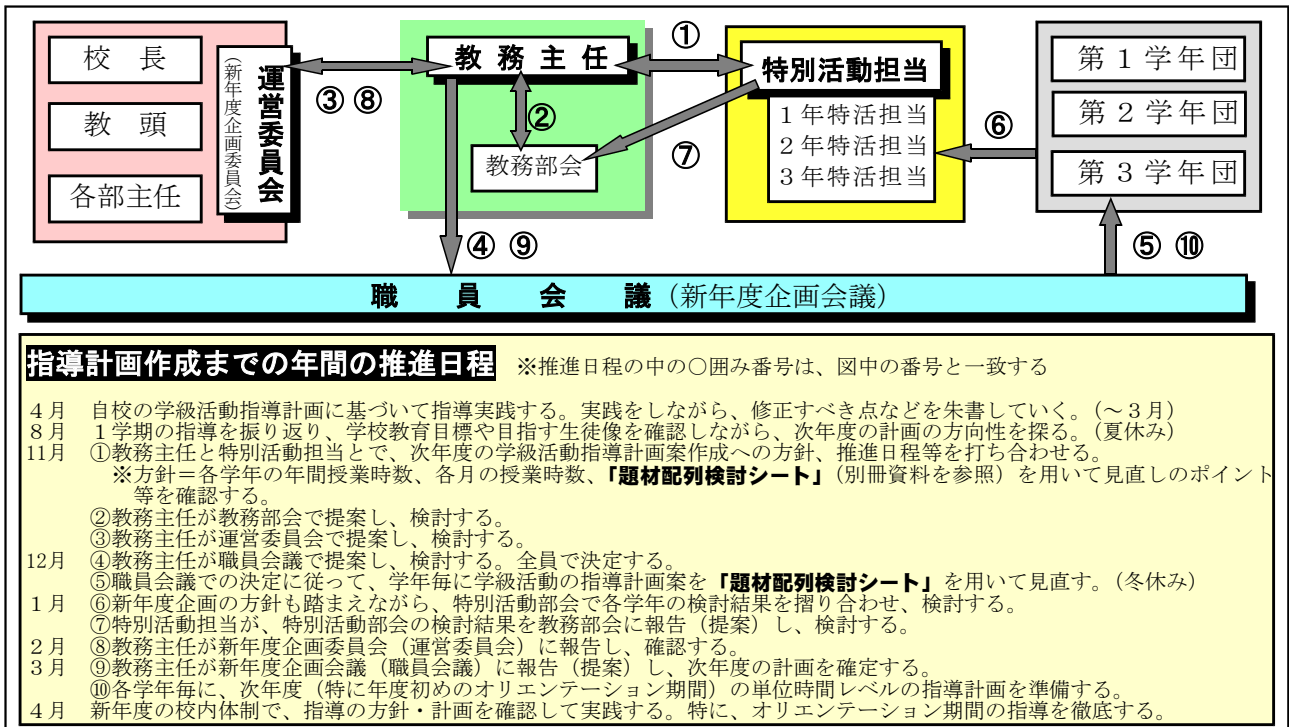 校　長
教　頭
各部主任
運営委員会
（新年度企画委員会）
③ ⑧
教 務 主 任
②
教務部会
①
⑦
特別活動担当
１年特活担当
２年特活担当
３年特活担当
⑥
第１学年団
第２学年団
第３学年団
④ ⑨
⑤ ⑩
職　員　会　議（新年度企画会議）
指導計画作成までの年間の推進日程　※推進日程の中の○囲み番号は、図中の番号と一致する
４月　自校の学級活動指導計画に基づいて指導実践する。実践をしながら、修正すべき点などを朱書していく。（～３月）
８月　１学期の指導を振り返り、学校教育目標や目指す生徒像を確認しながら、次年度の計画の方向性を探る。（夏休み）
11月　①教務主任と特別活動担当とで、次年度の学級活動指導計画案作成への方針、推進日程等を打ち合わせる。
※方針＝各学年の年間授業時数、各月の授業時数、「題材配列検討シート」（別冊資料を参照）を用いて見直しのポイント
等を確認する。
②教務主任が教務部会で提案し、検討する。
③教務主任が運営委員会で提案し、検討する。
12月　④教務主任が職員会議で提案し、検討する。全員で決定する。
⑤職員会議での決定に従って、学年毎に学級活動の指導計画案を「題材配列検討シート」を用いて見直す。（冬休み）
１月　⑥新年度企画の方針も踏まえながら、特別活動部会で各学年の検討結果を摺り合わせ、検討する。
⑦特別活動担当が、特別活動部会の検討結果を教務部会に報告（提案）し、検討する。
２月　⑧教務主任が新年度企画委員会（運営委員会）に報告し、確認する。
３月　⑨教務主任が新年度企画会議（職員会議）に報告（提案）し、次年度の計画を確定する。
⑩各学年毎に、次年度（特に年度初めのオリエンテーション期間）の単位時間レベルの指導計画を準備する。
４月　新年度の校内体制で、指導の方針・計画を確認して実践する。特に、オリエンテーション期間の指導を徹底する。